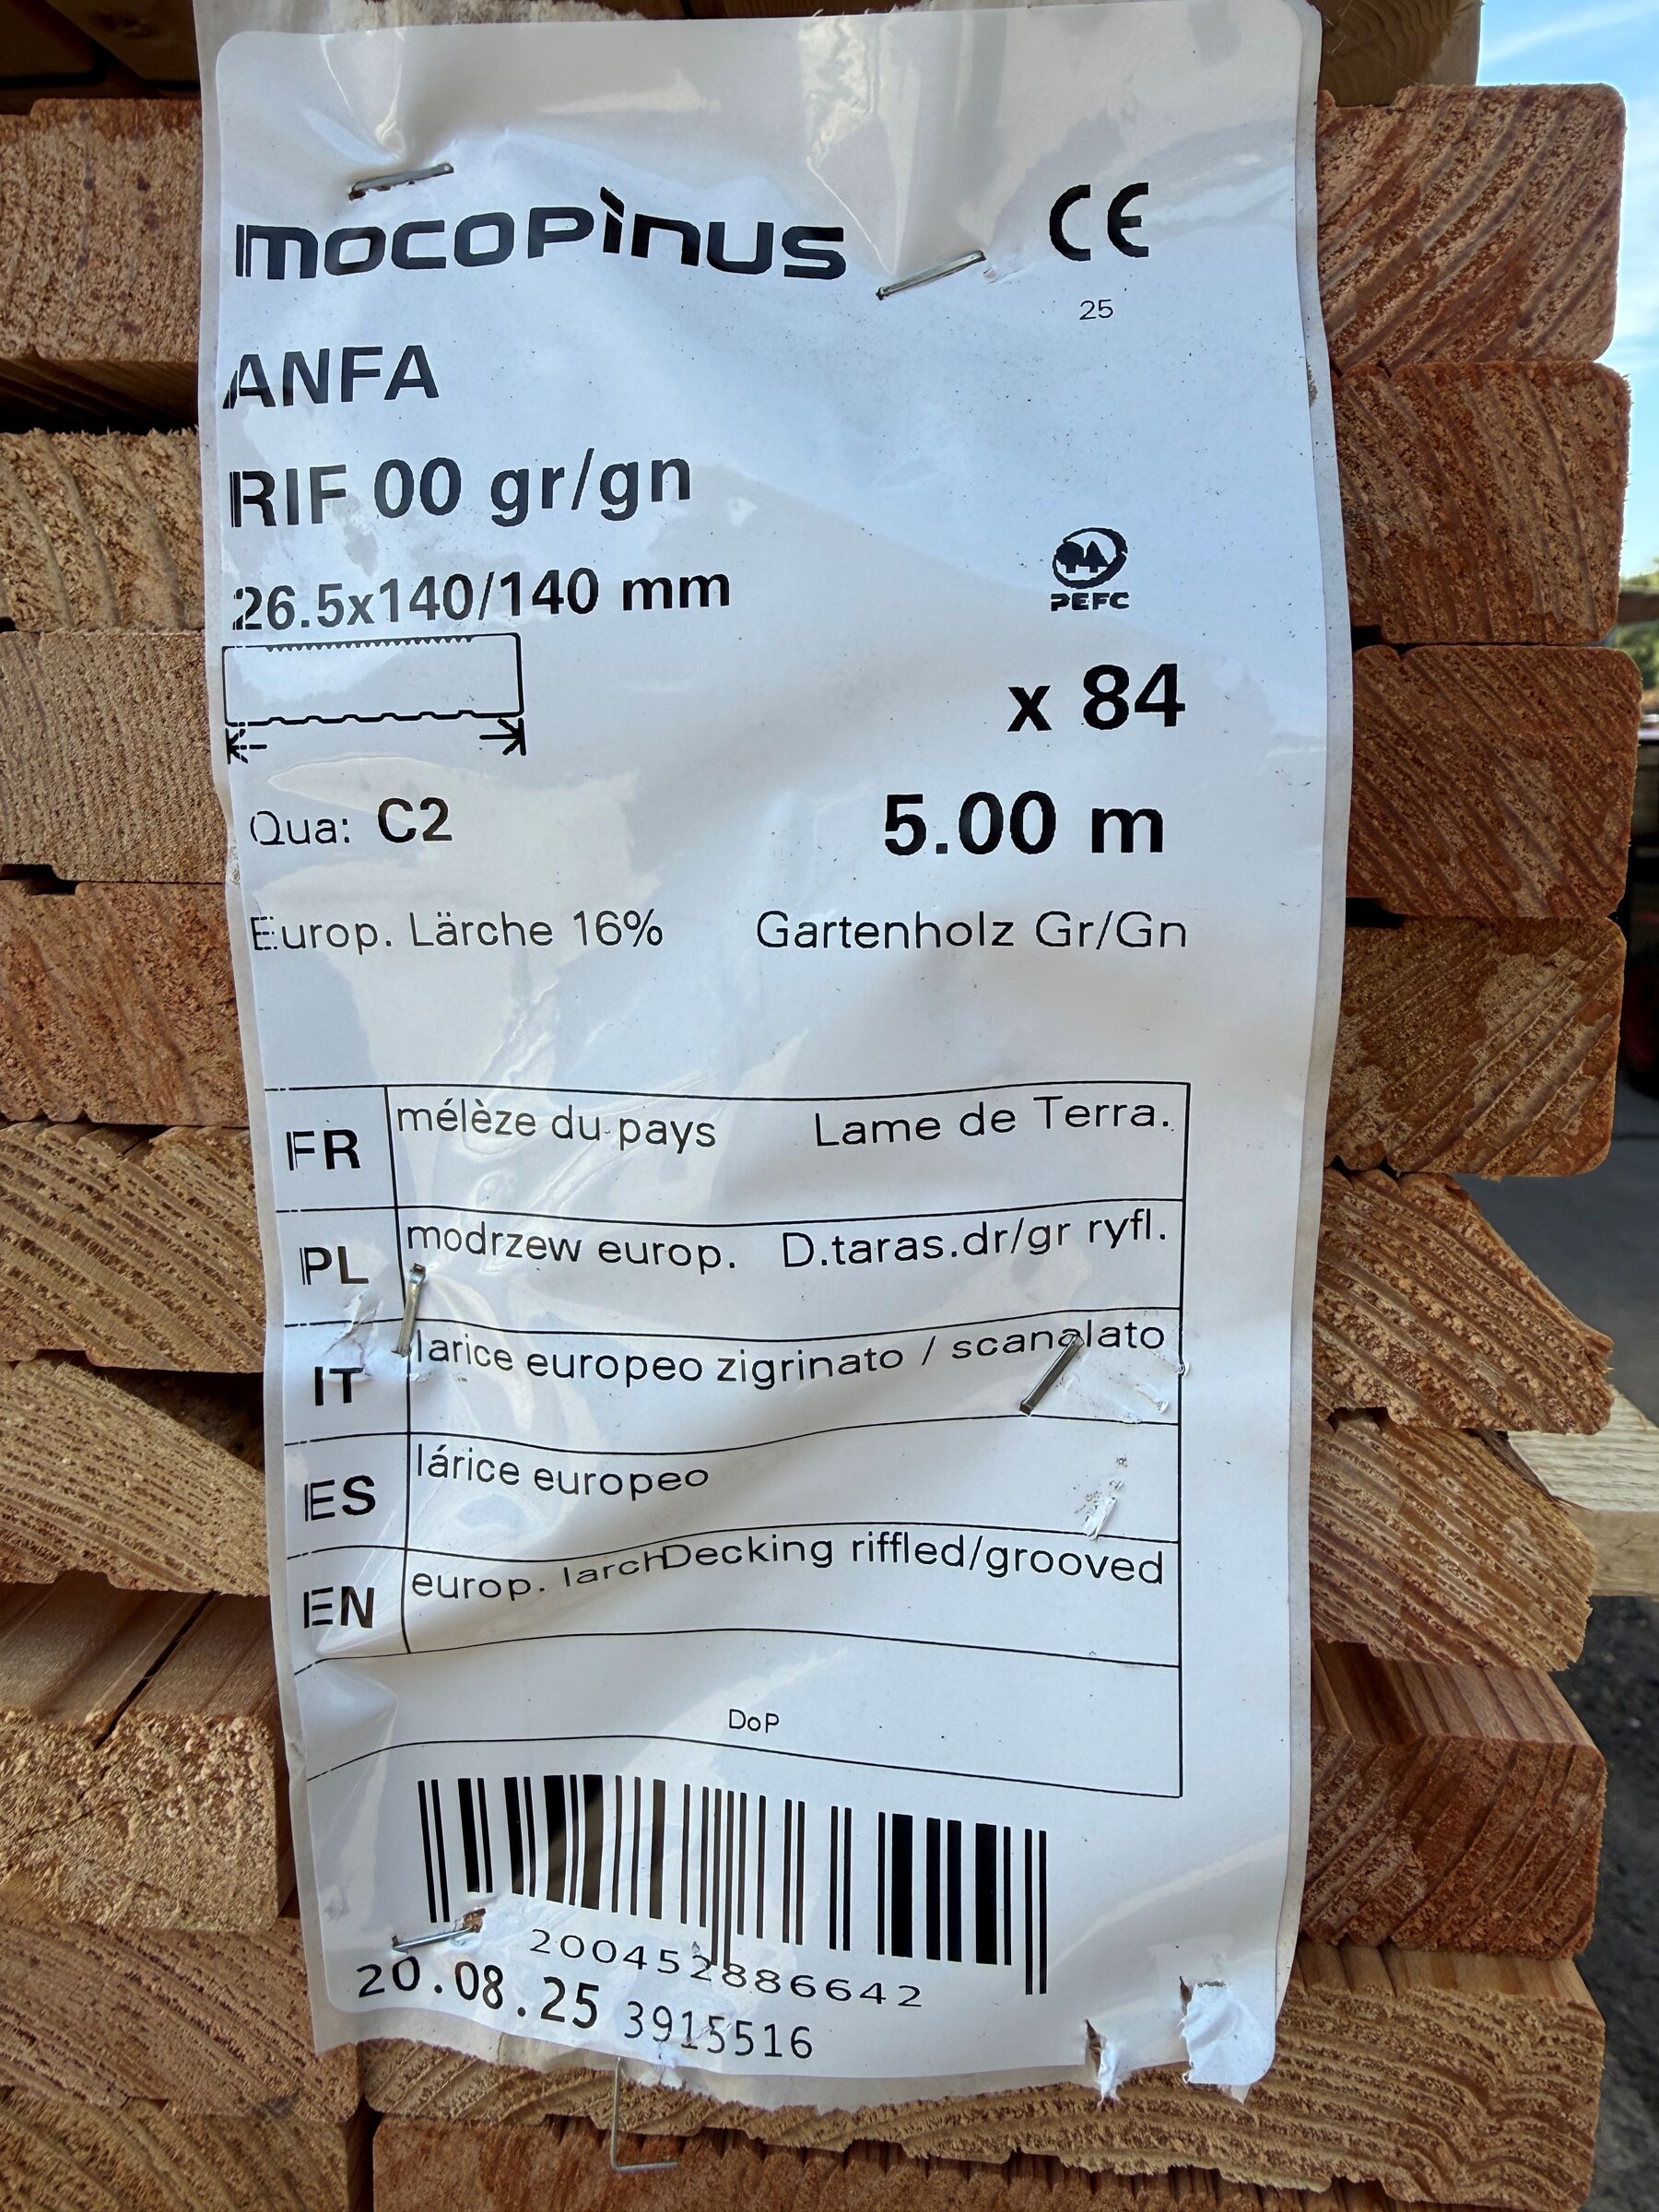 mocopinus CE
25
ANFA
RIF 00 gr/gn
26.5x140/140 mm
PEFC
x 84
Qua: C2 5.00 m
Europ. Lärche 16% Gartenholz Gr/Gn
FR mélèze du pays Lame de Terra.
PL modrzew europ. D.taras.dr/gr ryfl.
IT larice europeo zigrinato / scanalato
ES lárice europeo
EN europ. larch Decking riffled/grooved
DoP
200452886642
20.08.25 3915516